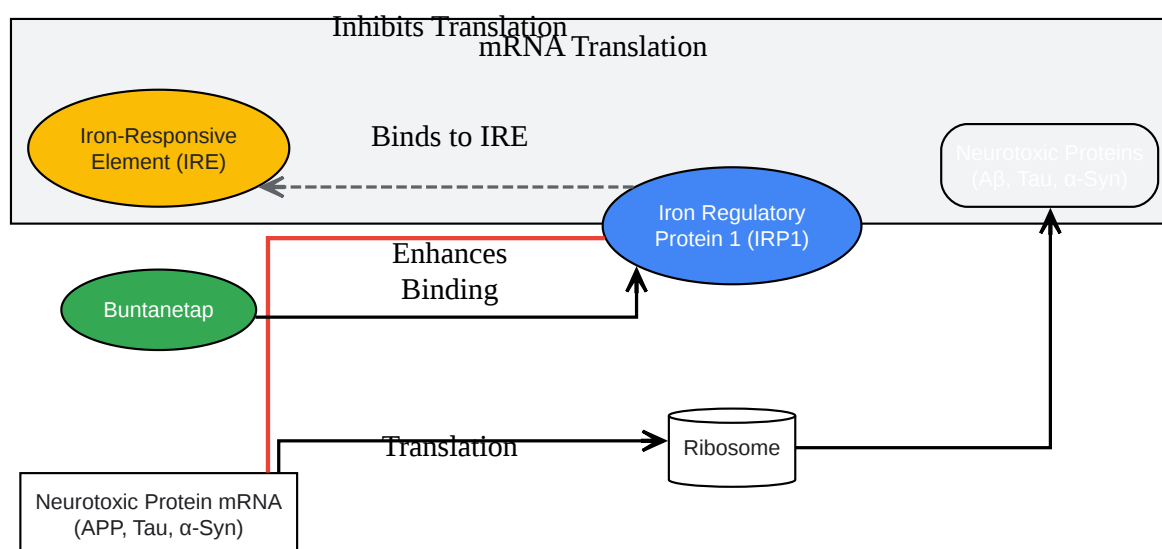 Inhibits Translation
mRNA Translation
Iron-Responsive
Element (IRE)
Binds to IRE
Neurotoxic Proteins
(Aβ, Tau, α-Syn)
Iron Regulatory
Protein 1 (IRP1)
Enhances
Binding
Buntanetap
Translation
Ribosome
Neurotoxic Protein mRNA
(APP, Tau, α-Syn)